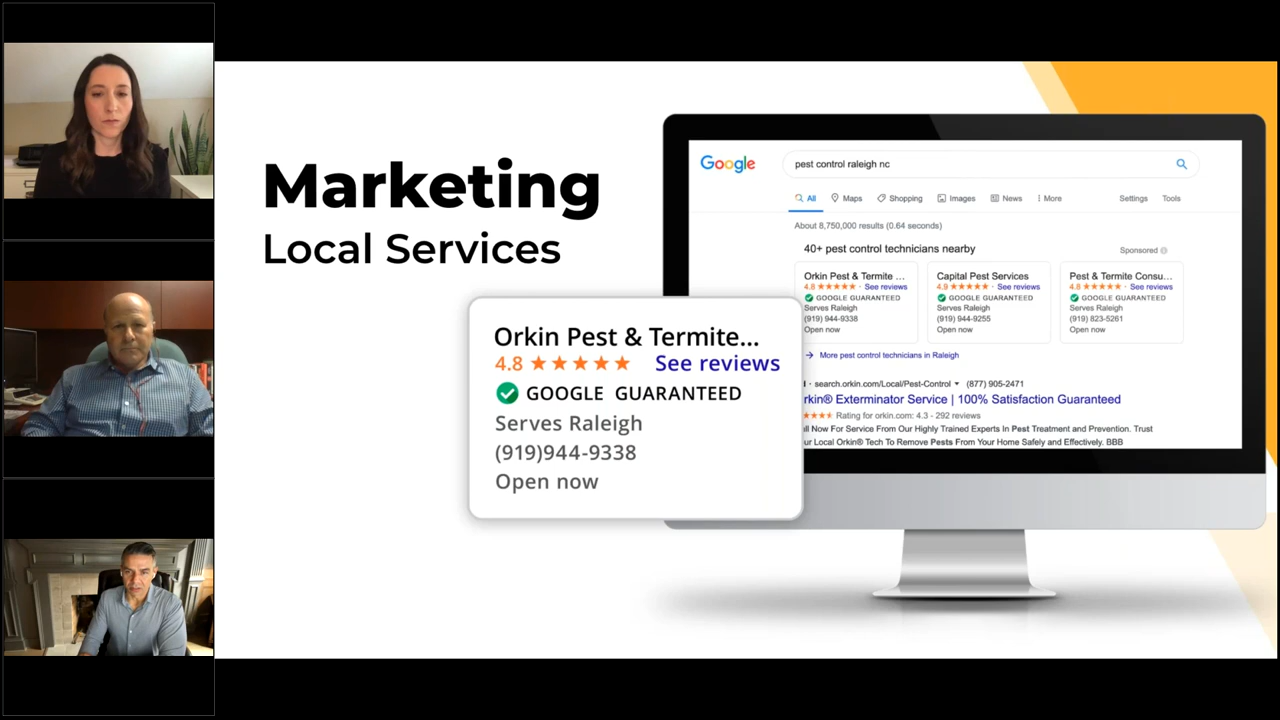 Marketing
Local Services
Orkin Pest & Termite...
4.8 ★★★★★ See reviews
GOOGLE GUARANTEED
Serves Raleigh
(919)944-9338
Open now
Google
pest control raleigh nc
All Maps Shopping Images News More Settings Tools
About 8,750,000 results (0.64 seconds)
40+ pest control technicians nearby
Sponsored
Orkin Pest & Termite ...
4.8 ★★★★★ · See reviews
GOOGLE GUARANTEED
Serves Raleigh
(919) 944-9338
Open now
Capital Pest Services
4.9 ★★★★★ · See reviews
GOOGLE GUARANTEED
Serves Raleigh
(919) 944-9255
Open now
Pest & Termite Consu...
4.8 ★★★★★ · See reviews
GOOGLE GUARANTEED
Serves Raleigh
(919) 823-5261
Open now
→ More pest control technicians in Raleigh
· search.orkin.com/Local/Pest-Control ▾ (877) 905-2471
rkin® Exterminator Service | 100% Satisfaction Guaranteed
Rating for orkin.com: 4.3 - 292 reviews
ll Now For Service From Our Highly Trained Experts In Pest Treatment and Prevention. Trust
ur Local Orkin® Tech To Remove Pests From Your Home Safely and Effectively. BBB